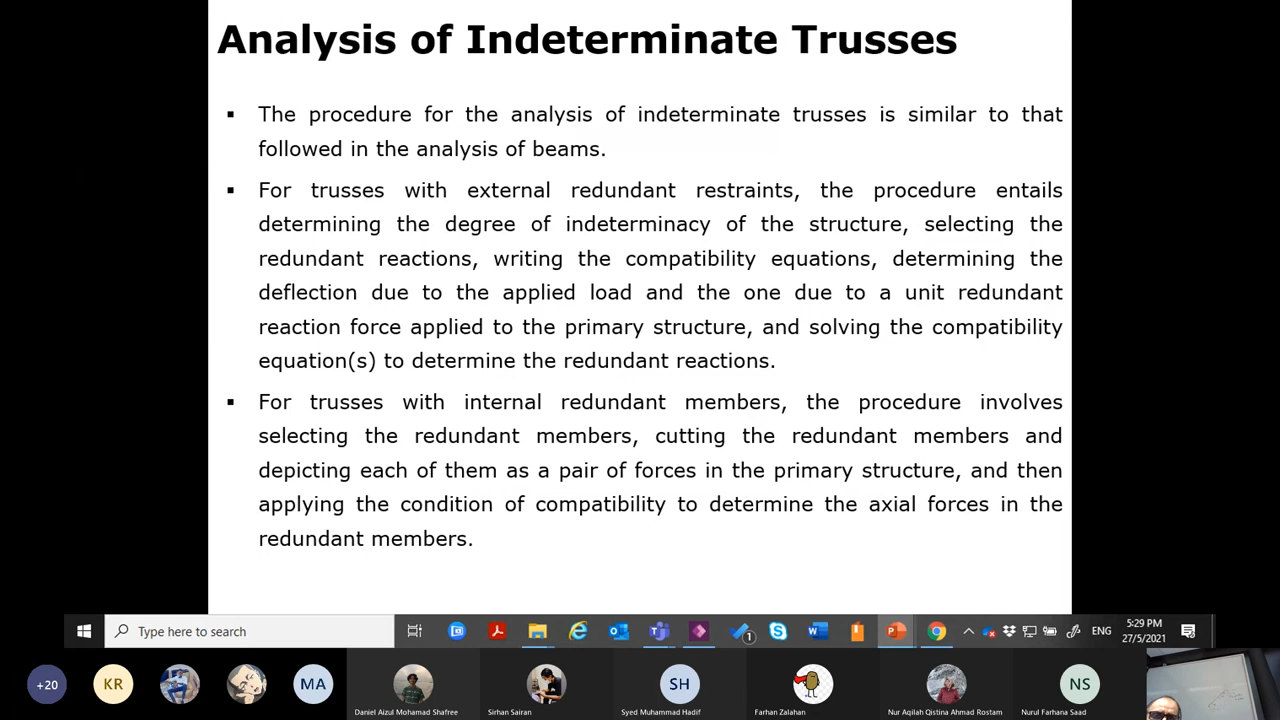 Analysis of Indeterminate Trusses
▪ The procedure for the analysis of indeterminate trusses is similar to that
followed in the analysis of beams.
▪ For trusses with external redundant restraints, the procedure entails
determining the degree of indeterminacy of the structure, selecting the
redundant reactions, writing the compatibility equations, determining the
deflection due to the applied load and the one due to a unit redundant
reaction force applied to the primary structure, and solving the compatibility
equation(s) to determine the redundant reactions.
▪ For trusses with internal redundant members, the procedure involves
selecting the redundant members, cutting the redundant members and
depicting each of them as a pair of forces in the primary structure, and then
applying the condition of compatibility to determine the axial forces in the
redundant members.
Type here to search
1
ENG
5:29 PM
27/5/2021
+20
KR
MA
SH
NS
Daniel Aizul Mohamad Shafree
Sirhan Sairan
Syed Muhammad Hadif
Farhan Zalahan
Nur Aqilah Qistina Ahmad Rostam
Nurul Farhana Saad